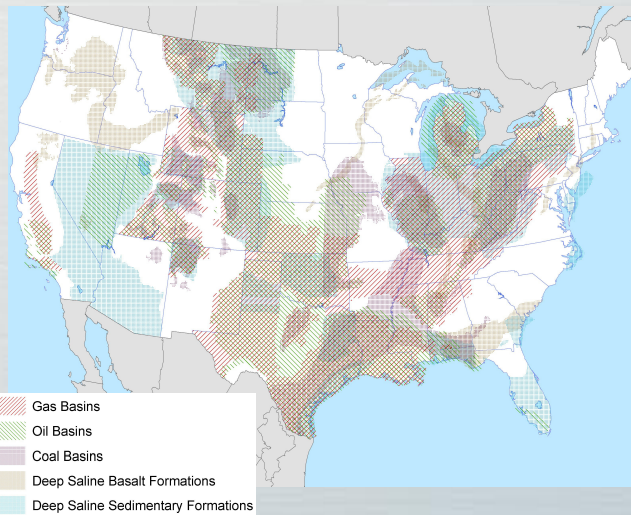 Gas Basins
Oil Basins
Coal Basins
Deep Saline Basalt Formations
Deep Saline Sedimentary Formations